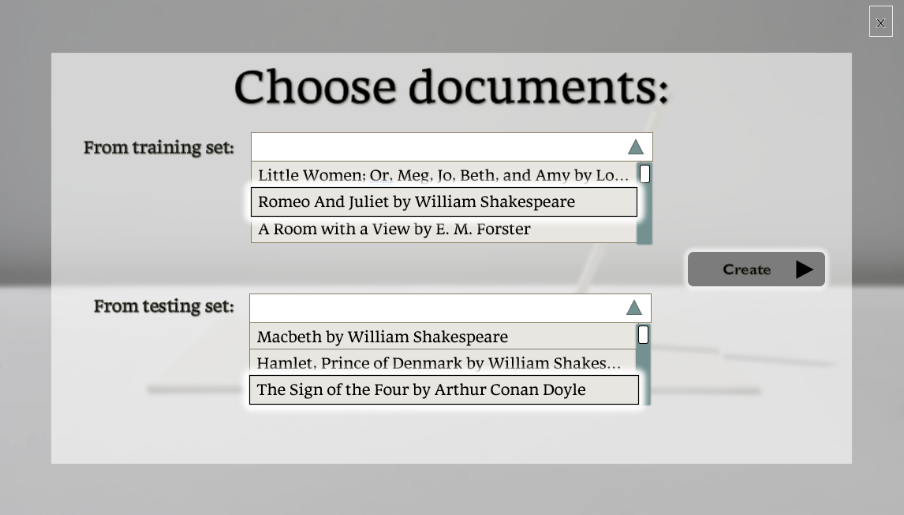 x
Choose documents:
From training set:
Little Women; Or, Meg, Jo, Beth, and Amy by Lo...
Romeo And Juliet by William Shakespeare
A Room with a View by E. M. Forster
Create
From testing set:
Macbeth by William Shakespeare
Hamlet, Prince of Denmark by William Shakes...
The Sign of the Four by Arthur Conan Doyle